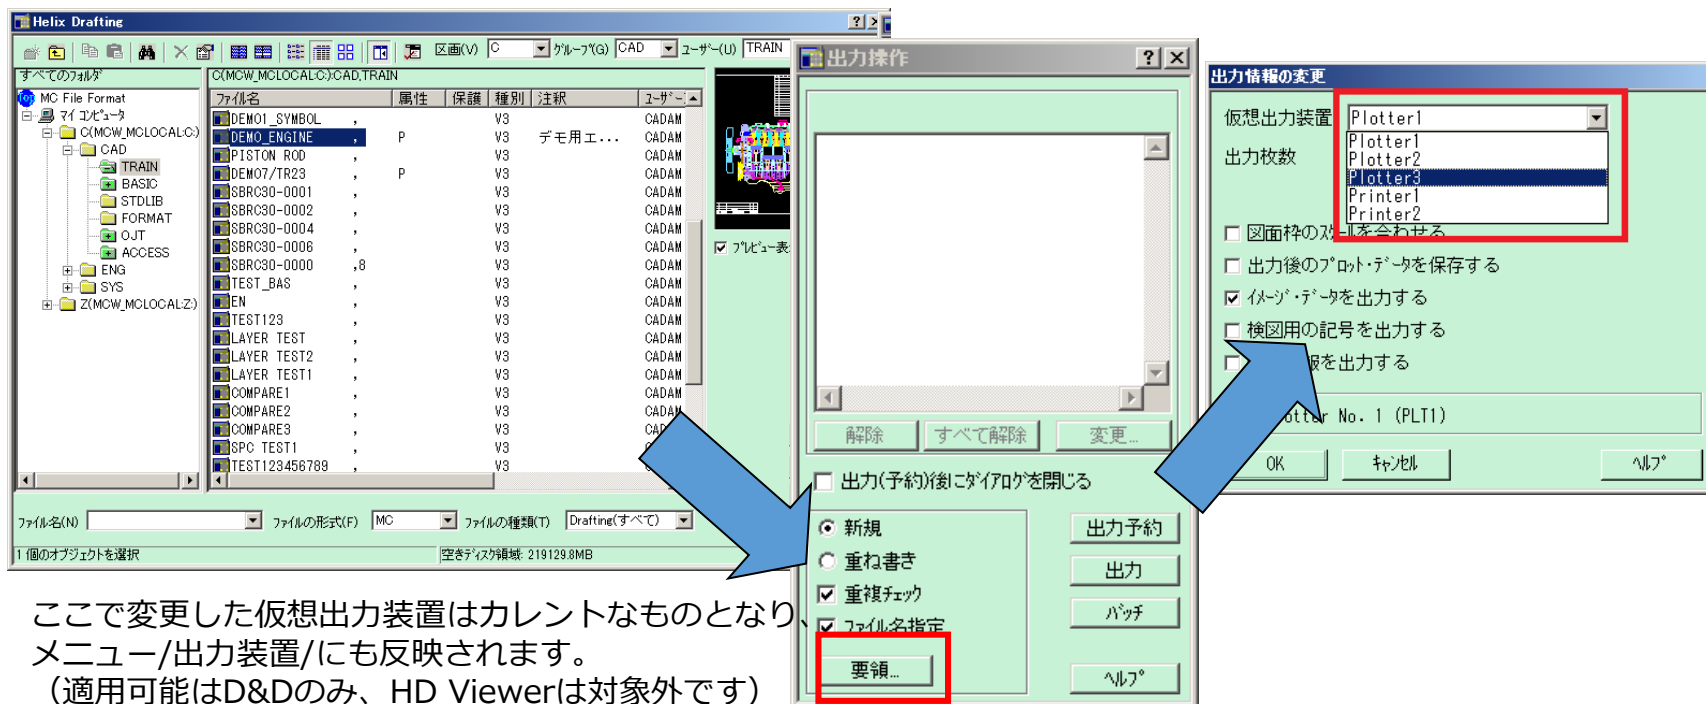 Helix Drafting
区画(V) C グループ(G) CAD ユーザー(U) TRAIN
すべてのフォルダ
MC File Format
マイ コンピュータ
C(MCW_MCLOCAL:C:)
CAD
TRAIN
BASIC
STDLIB
FORMAT
OJT
ACCESS
ENG
SYS
Z(MCW_MCLOCAL:Z:)
C(MCW_MCLOCAL:C:):CAD,TRAIN
ファイル名 属性 保護 種別 注釈 ユーザー
DEMO1_SYMBOL , V3 CADAM
DEMO_ENGINE , P V3 デモ用エ... CADAM
PISTON ROD , V3 CADAM
DEMO7/TR23 , P V3 CADAM
SBRC30-0001 , V3 CADAM
SBRC30-0002 , V3 CADAM
SBRC30-0004 , V3 CADAM
SBRC30-0006 , V3 CADAM
SBRC30-0000 ,8 V3 CADAM
TEST_BAS , V3 CADAM
EN , V3 CADAM
TEST123 , V3 CADAM
LAYER TEST , V3 CADAM
LAYER TEST2 , V3 CADAM
LAYER TEST1 , V3 CADAM
COMPARE1 , V3 CADAM
COMPARE2 , V3 CADAM
COMPARE3 , V3 CADAM
SPC TEST1 , V3
TEST123456789 , V3
プレビュー表
ファイル名(N) ファイルの形式(F) MC ファイルの種類(T) Drafting(すべて)
1 個のオブジェクトを選択 空きディスク領域: 219129.8MB
出力操作
解除 すべて解除 変更...
出力(予約)後にダイアログを閉じる
新規
重ね書き
重複チェック
ファイル名指定
要領...
出力予約
出力
バッチ
ヘルプ
出力情報の変更
仮想出力装置 Plotter1
Plotter1
Plotter2
Plotter3
Printer1
Printer2
出力枚数
図面枠のスケールを合わせる
出力後のプロット・データを保存する
イメージ・データを出力する
検図用の記号を出力する
報を出力する
otter No. 1 (PLT1)
OK キャンセル ヘルプ
ここで変更した仮想出力装置はカレントなものとなり、
メニュー/出力装置/にも反映されます。
（適用可能はD&Dのみ、HD Viewerは対象外です）